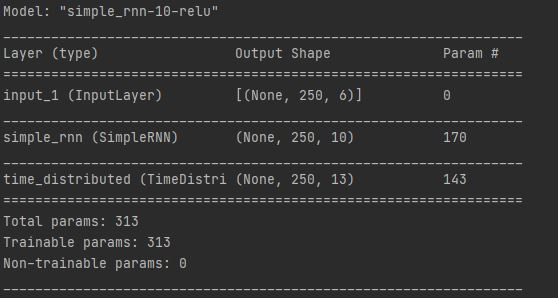 Model: "simple_rnn-10-relu"
_________________________________________________________________
Layer (type)                 Output Shape              Param #
=================================================================
input_1 (InputLayer)         [(None, 250, 6)]          0
_________________________________________________________________
simple_rnn (SimpleRNN)       (None, 250, 10)           170
_________________________________________________________________
time_distributed (TimeDistri (None, 250, 13)           143
=================================================================
Total params: 313
Trainable params: 313
Non-trainable params: 0
_________________________________________________________________